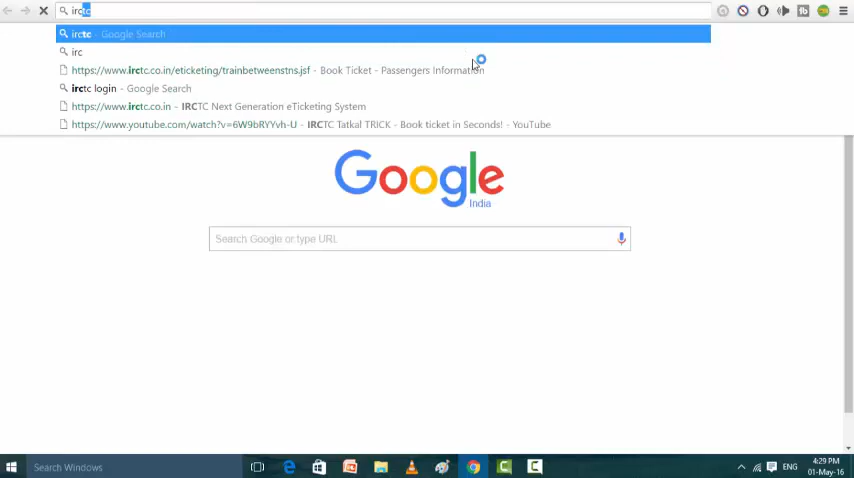 irctc
irctc - Google Search
irc
https://www.irctc.co.in/eticketing/trainbetweenstns.jsf - Book Ticket - Passengers Information
irctc login - Google Search
https://www.irctc.co.in - IRCTC Next Generation eTicketing System
https://www.youtube.com/watch?v=6W9bRYYvh-U - IRCTC Tatkal TRICK - Book ticket in Seconds! - YouTube
Google
India
Search Google or type URL
Search Windows
ENG
4:29 PM
01-May-16